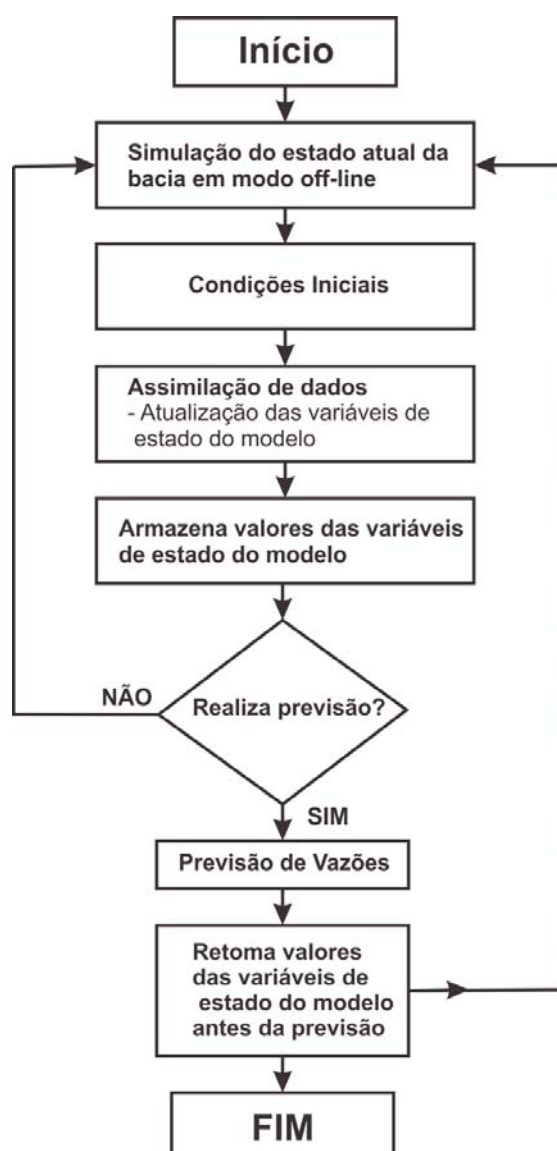 Início
Simulação do estado atual da
bacia em modo off-line
Condições Iniciais
Assimilação de dados
- Atualização das variáveis de
estado do modelo
Armazena valores das variáveis
de estado do modelo
NÃO
Realiza previsão?
SIM
Previsão de Vazões
Retoma valores
das variáveis de
estado do modelo
antes da previsão
FIM